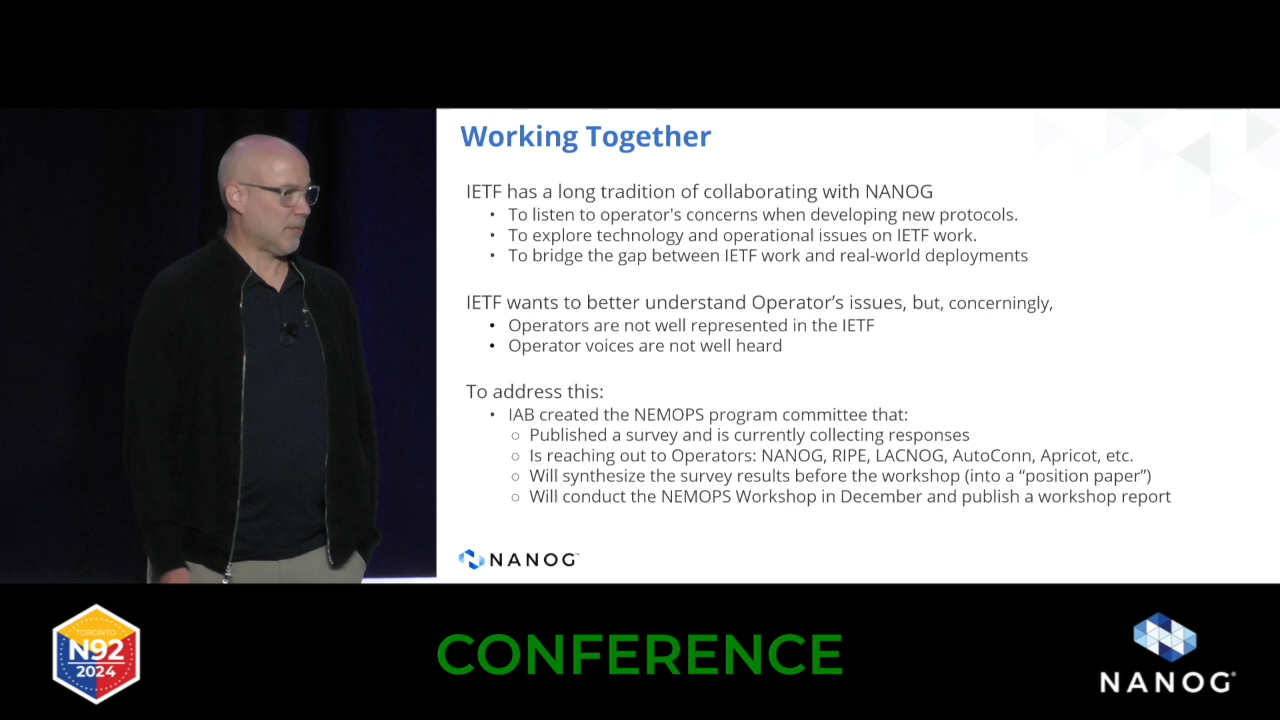 Working Together
IETF has a long tradition of collaborating with NANOG
• To listen to operator's concerns when developing new protocols.
• To explore technology and operational issues on IETF work.
• To bridge the gap between IETF work and real-world deployments
IETF wants to better understand Operator’s issues, but, concerningly,
• Operators are not well represented in the IETF
• Operator voices are not well heard
To address this:
• IAB created the NEMOPS program committee that:
○ Published a survey and is currently collecting responses
○ Is reaching out to Operators: NANOG, RIPE, LACNOG, AutoConn, Apricot, etc.
○ Will synthesize the survey results before the workshop (into a “position paper”)
○ Will conduct the NEMOPS Workshop in December and publish a workshop report
NANOG™
TORONTO
N92
2024
CONFERENCE
NANOG®